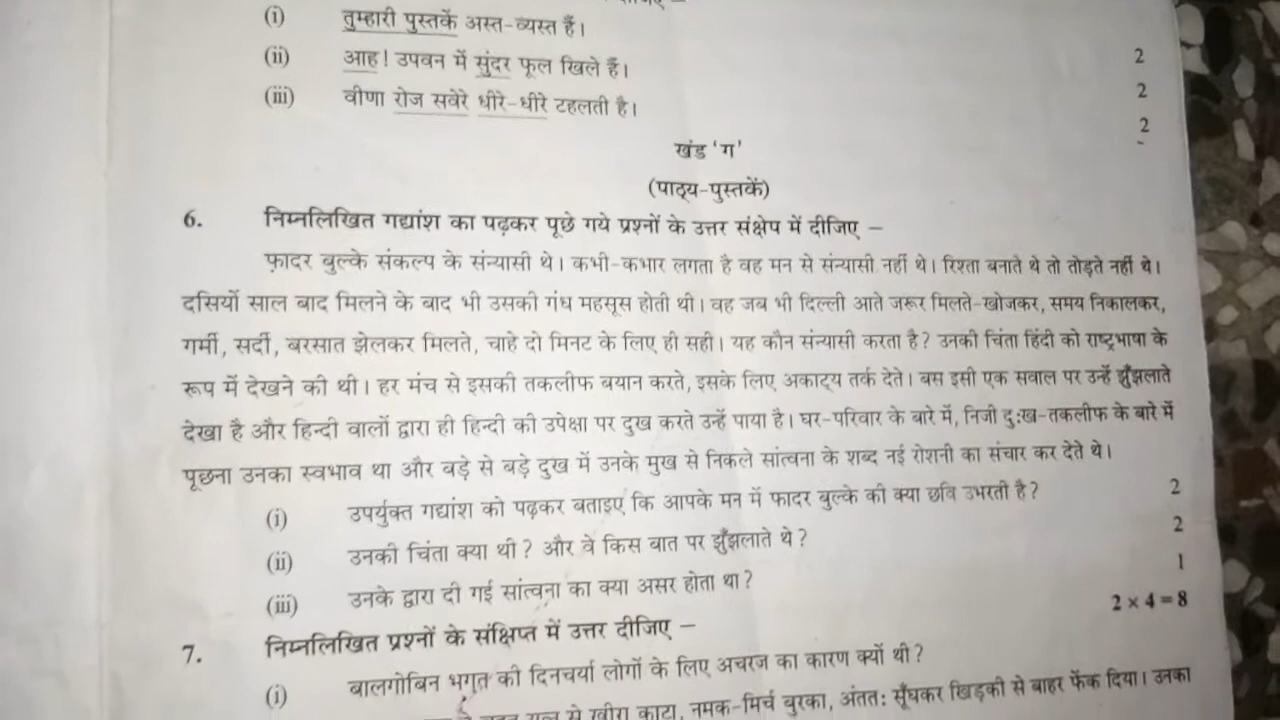 (i) तुम्हारी पुस्तकें अस्त-व्यस्त हैं।
(ii) आह! उपवन में सुंदर फूल खिले हैं। 2
(iii) वीणा रोज सवेरे धीरे-धीरे टहलती है। 2
2
खंड 'ग'
(पाठ्य-पुस्तकें)
6. निम्नलिखित गद्यांश का पढ़कर पूछे गये प्रश्नों के उत्तर संक्षेप में दीजिए –
फ़ादर बुल्के संकल्प के संन्यासी थे। कभी-कभार लगता है वह मन से संन्यासी नहीं थे। रिश्ता बनाते थे तो तोड़ते नहीं थे।
दसियों साल बाद मिलने के बाद भी उसकी गंध महसूस होती थी। वह जब भी दिल्ली आते जरूर मिलते-खोजकर, समय निकालकर,
गर्मी, सर्दी, बरसात झेलकर मिलते, चाहे दो मिनट के लिए ही सही। यह कौन संन्यासी करता है? उनकी चिंता हिंदी को राष्ट्रभाषा के
रूप में देखने की थी। हर मंच से इसकी तकलीफ बयान करते, इसके लिए अकाट्य तर्क देते। बस इसी एक सवाल पर उन्हें झुँझलाते
देखा है और हिन्दी वालों द्वारा ही हिन्दी की उपेक्षा पर दुख करते उन्हें पाया है। घर-परिवार के बारे में, निजी दुःख-तकलीफ के बारे में
पूछना उनका स्वभाव था और बड़े से बड़े दुख में उनके मुख से निकले सांत्वना के शब्द नई रोशनी का संचार कर देते थे।
(i) उपर्युक्त गद्यांश को पढ़कर बताइए कि आपके मन में फादर बुल्के की क्या छवि उभरती है? 2
(ii) उनकी चिंता क्या थी? और वे किस बात पर झुँझलाते थे? 2
(iii) उनके द्वारा दी गई सांत्वना का क्या असर होता था? 1
7. निम्नलिखित प्रश्नों के संक्षिप्त में उत्तर दीजिए – 2 × 4 = 8
(i) बालगोबिन भगत की दिनचर्या लोगों के लिए अचरज का कारण क्यों थी?
से खीरा काटा, नमक-मिर्च बुरका, अंततः सूँघकर खिड़की से बाहर फेंक दिया। उनका